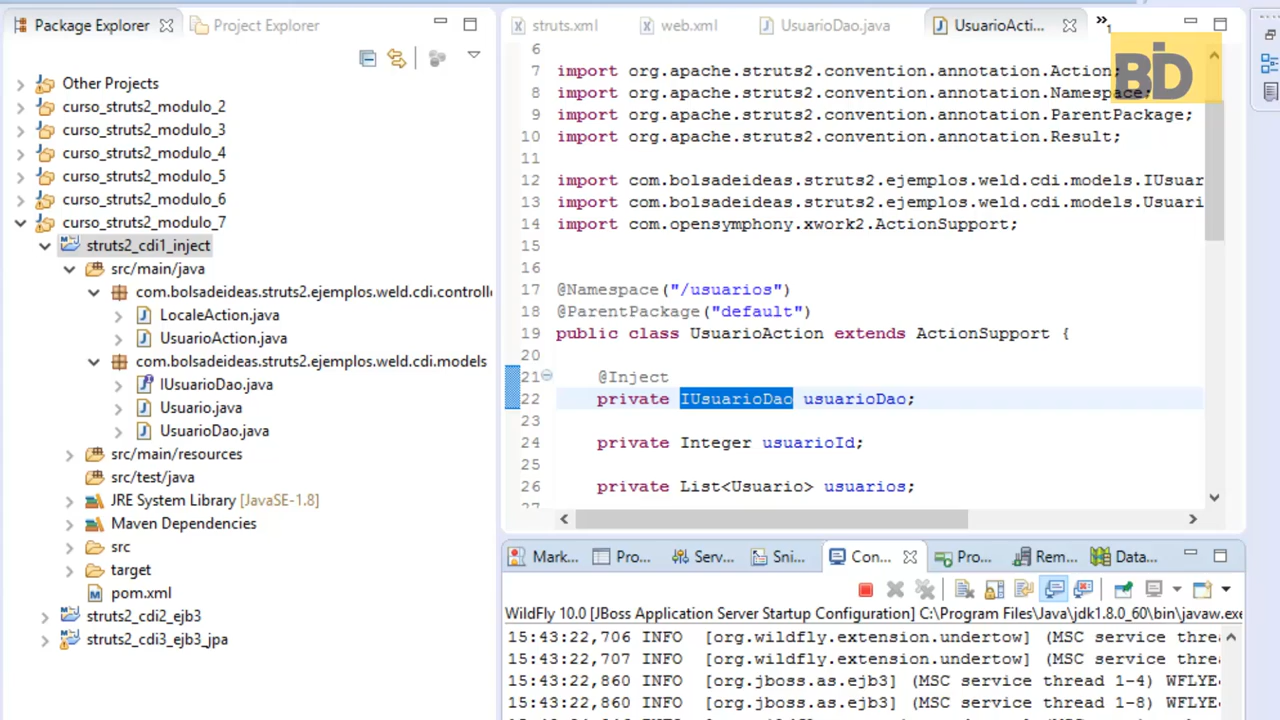 Package Explorer
Project Explorer
Other Projects
curso_struts2_modulo_2
curso_struts2_modulo_3
curso_struts2_modulo_4
curso_struts2_modulo_5
curso_struts2_modulo_6
curso_struts2_modulo_7
struts2_cdi1_inject
src/main/java
com.bolsadeideas.struts2.ejemplos.weld.cdi.controlle
LocaleAction.java
UsuarioAction.java
com.bolsadeideas.struts2.ejemplos.weld.cdi.models
IUsuarioDao.java
Usuario.java
UsuarioDao.java
src/main/resources
src/test/java
JRE System Library [JavaSE-1.8]
Maven Dependencies
src
target
pom.xml
struts2_cdi2_ejb3
struts2_cdi3_ejb3_jpa
struts.xml web.xml UsuarioDao.java UsuarioActi... 1
BD
6
7 import org.apache.struts2.convention.annotation.Action;
8 import org.apache.struts2.convention.annotation.Namespace;
9 import org.apache.struts2.convention.annotation.ParentPackage;
10 import org.apache.struts2.convention.annotation.Result;
11
12 import com.bolsadeideas.struts2.ejemplos.weld.cdi.models.IUsuar
13 import com.bolsadeideas.struts2.ejemplos.weld.cdi.models.Usuari
14 import com.opensymphony.xwork2.ActionSupport;
15
16
17 @Namespace("/usuarios")
18 @ParentPackage("default")
19 public class UsuarioAction extends ActionSupport {
20
21 @Inject
22 private IUsuarioDao usuarioDao;
23
24 private Integer usuarioId;
25
26 private List<Usuario> usuarios;
27
Mark... Pro... Serv... Sni... Con... Pro... Rem... Data...
WildFly 10.0 [JBoss Application Server Startup Configuration] C:\Program Files\Java\jdk1.8.0_60\bin\javaw.exe
15:43:22,706 INFO [org.wildfly.extension.undertow] (MSC service threa
15:43:22,707 INFO [org.wildfly.extension.undertow] (MSC service threa
15:43:22,860 INFO [org.jboss.as.ejb3] (MSC service thread 1-4) WFLYE
15:43:22,860 INFO [org.jboss.as.ejb3] (MSC service thread 1-8) WFLYE